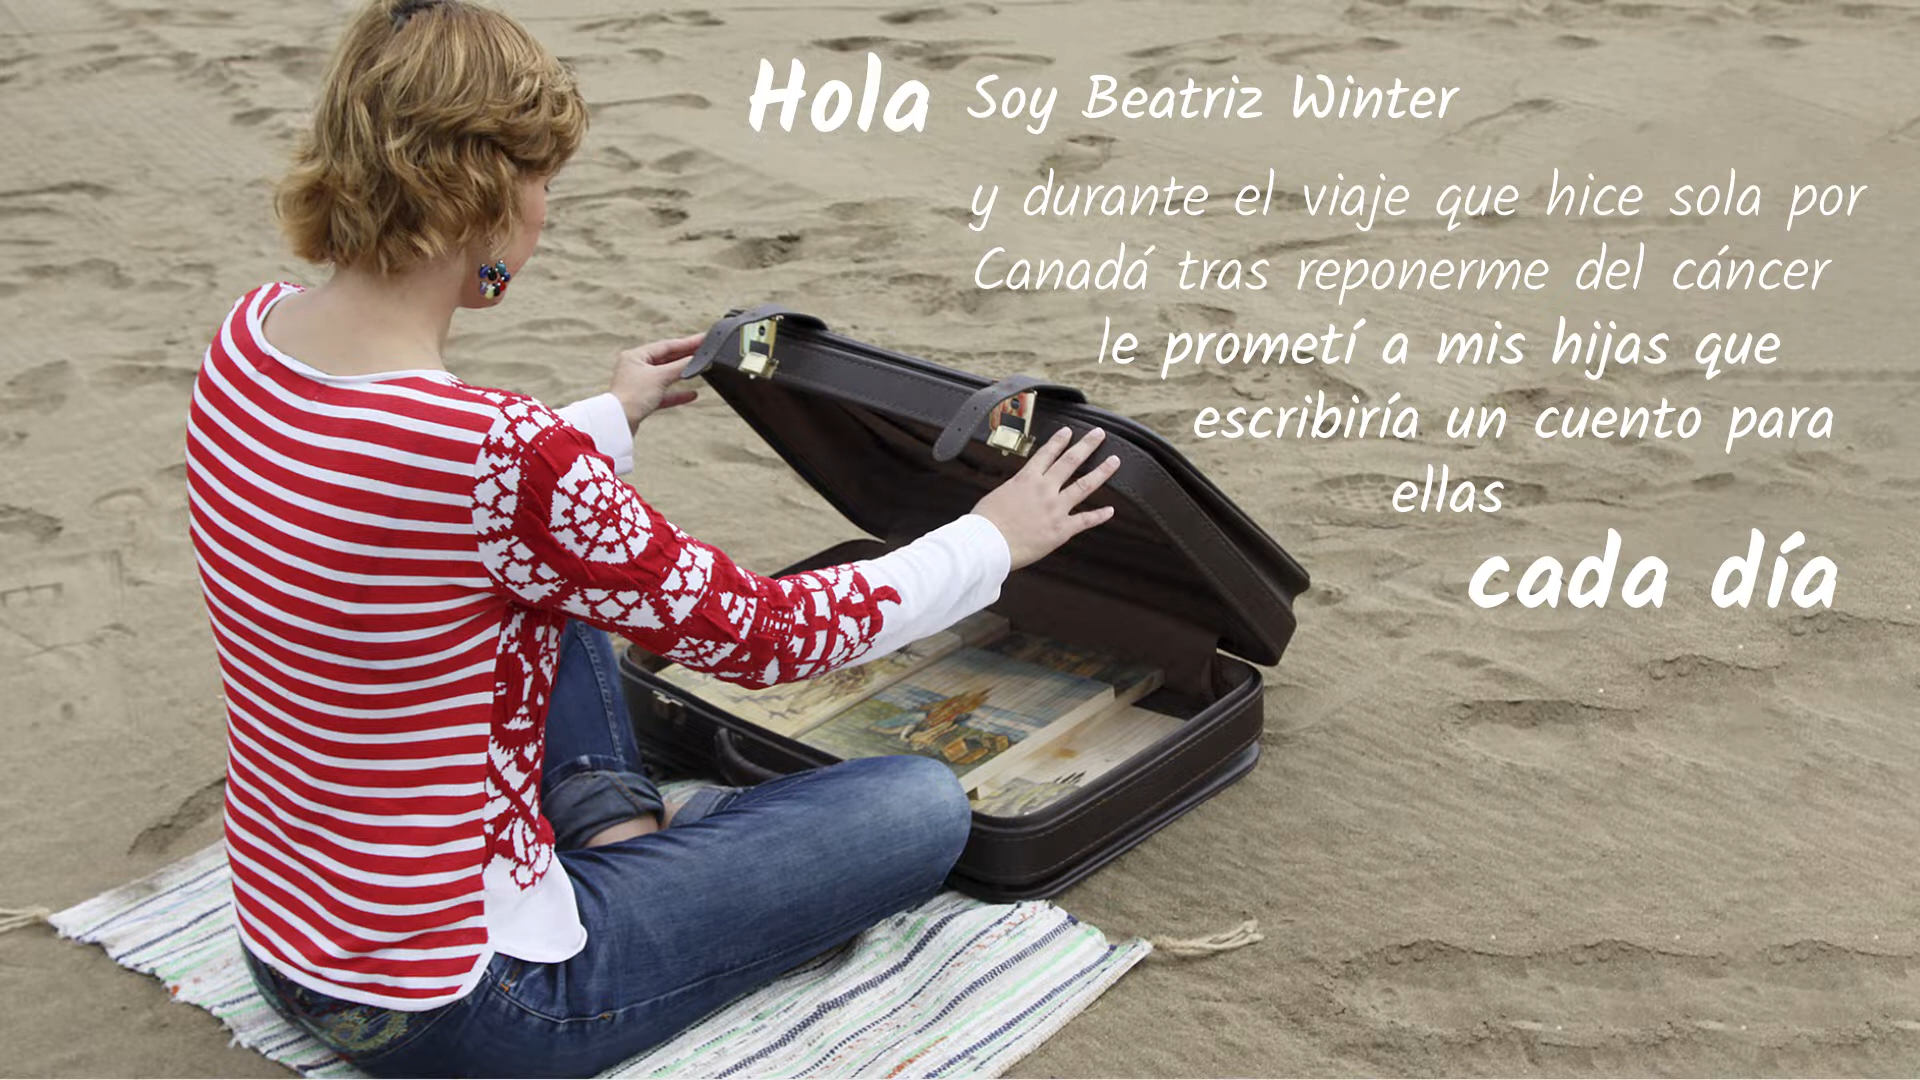 Hola Soy Beatriz Winter
y durante el viaje que hice sola por
Canadá tras reponerme del cáncer
le prometí a mis hijas que
escribiría un cuento para
ellas
cada día